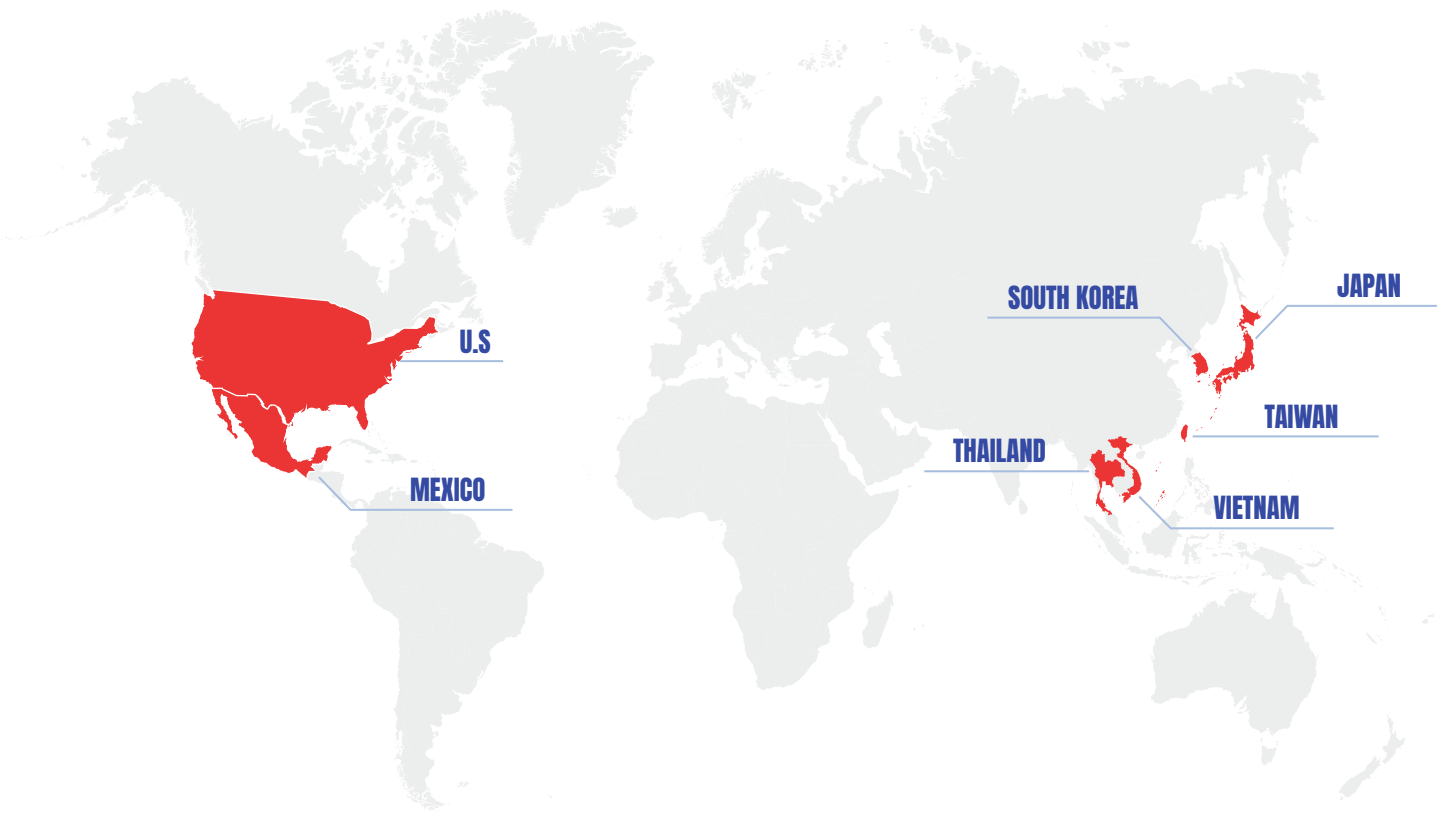 JAPAN
SOUTH KOREA
U.S
TAIWAN
THAILAND
MEXICO
VIETNAM